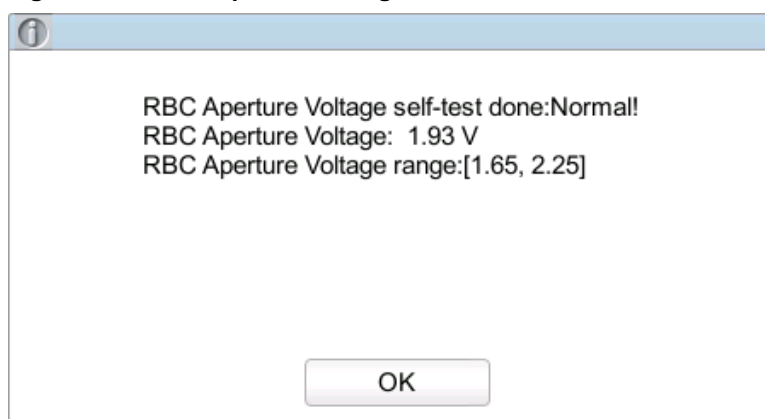 RBC Aperture Voltage self-test done:Normal!
RBC Aperture Voltage: 1.93 V
RBC Aperture Voltage range:[1.65, 2.25]
OK